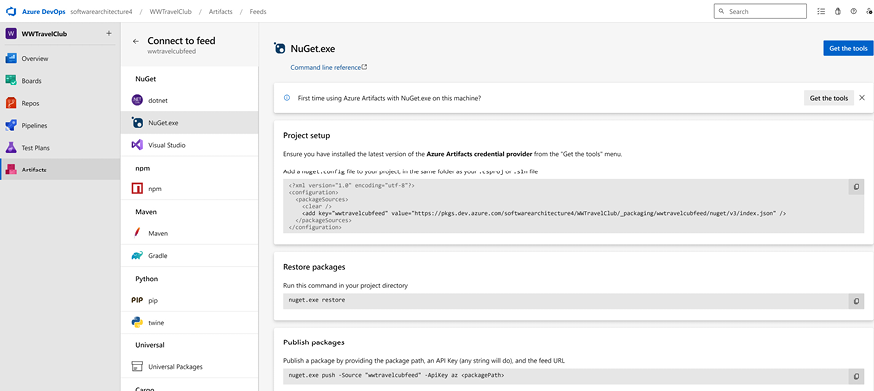 Azure DevOps softwarearchitecture4 / WWTravelClub / Artifacts / Feeds
Search
WWTravelClub
Overview
Boards
Repos
Pipelines
Test Plans
Artifacts
Connect to feed
wwtravelcubfeed
NuGet
dotnet
NuGet.exe
Visual Studio
npm
npm
Maven
Maven
Gradle
Python
pip
twine
Universal
Universal Packages
Cargo
NuGet.exe
Get the tools
Command line reference
First time using Azure Artifacts with NuGet.exe on this machine?
Get the tools
Project setup
Ensure you have installed the latest version of the Azure Artifacts credential provider from the "Get the tools" menu.
Add a nuget.config file to your project, in the same folder as your .csproj or .sln file
<?xml version="1.0" encoding="utf-8"?>
<configuration>
<packageSources>
<clear />
<add key="wwtravelcubfeed" value="https://pkgs.dev.azure.com/softwarearchitecture4/WWTravelClub/_packaging/wwtravelcubfeed/nuget/v3/index.json" />
</packageSources>
</configuration>
Restore packages
Run this command in your project directory
nuget.exe restore
Publish packages
Publish a package by providing the package path, an API Key (any string will do), and the feed URL
nuget.exe push -Source "wwtravelcubfeed" -ApiKey az <packagePath>